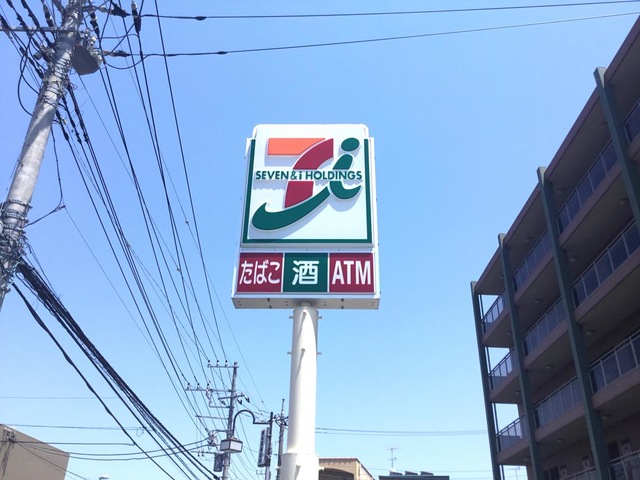 SEVEN & i HOLDINGS
たばこ 酒 ATM